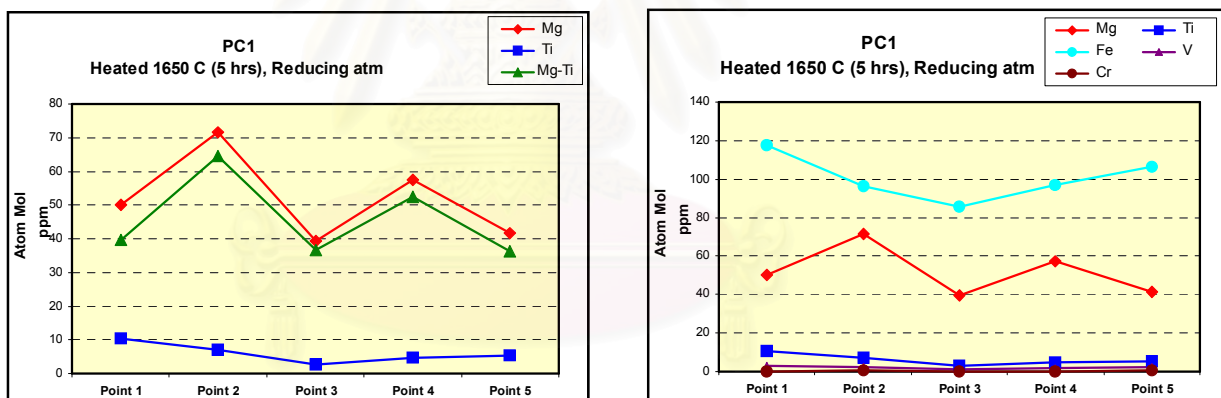 PC1
Heated 1650 C (5 hrs), Reducing atm
Mg
Ti
Mg-Ti
Atom Mol
ppm
80
70
60
50
40
30
20
10
0
Point 1 Point 2 Point 3 Point 4 Point 5
PC1
Heated 1650 C (5 hrs), Reducing atm
Mg Ti
Fe V
Cr
Atom Mol
ppm
140
120
100
80
60
40
20
0
Point 1 Point 2 Point 3 Point 4 Point 5